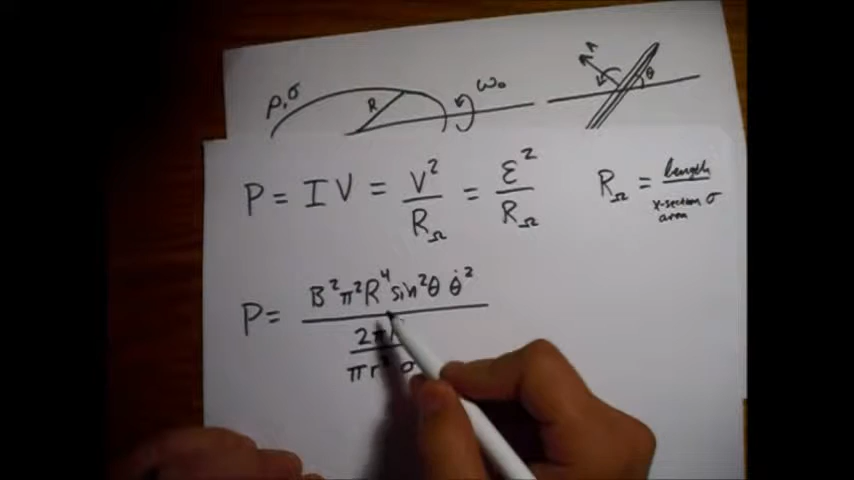 ρ, σ
R
ω₀
n
θ
P = IV = V² / R_Ω = ε² / R_Ω
R_Ω = length / x-section area σ
P = B²π²R⁴sin²θ θ̇² / (2π / πr² σ)